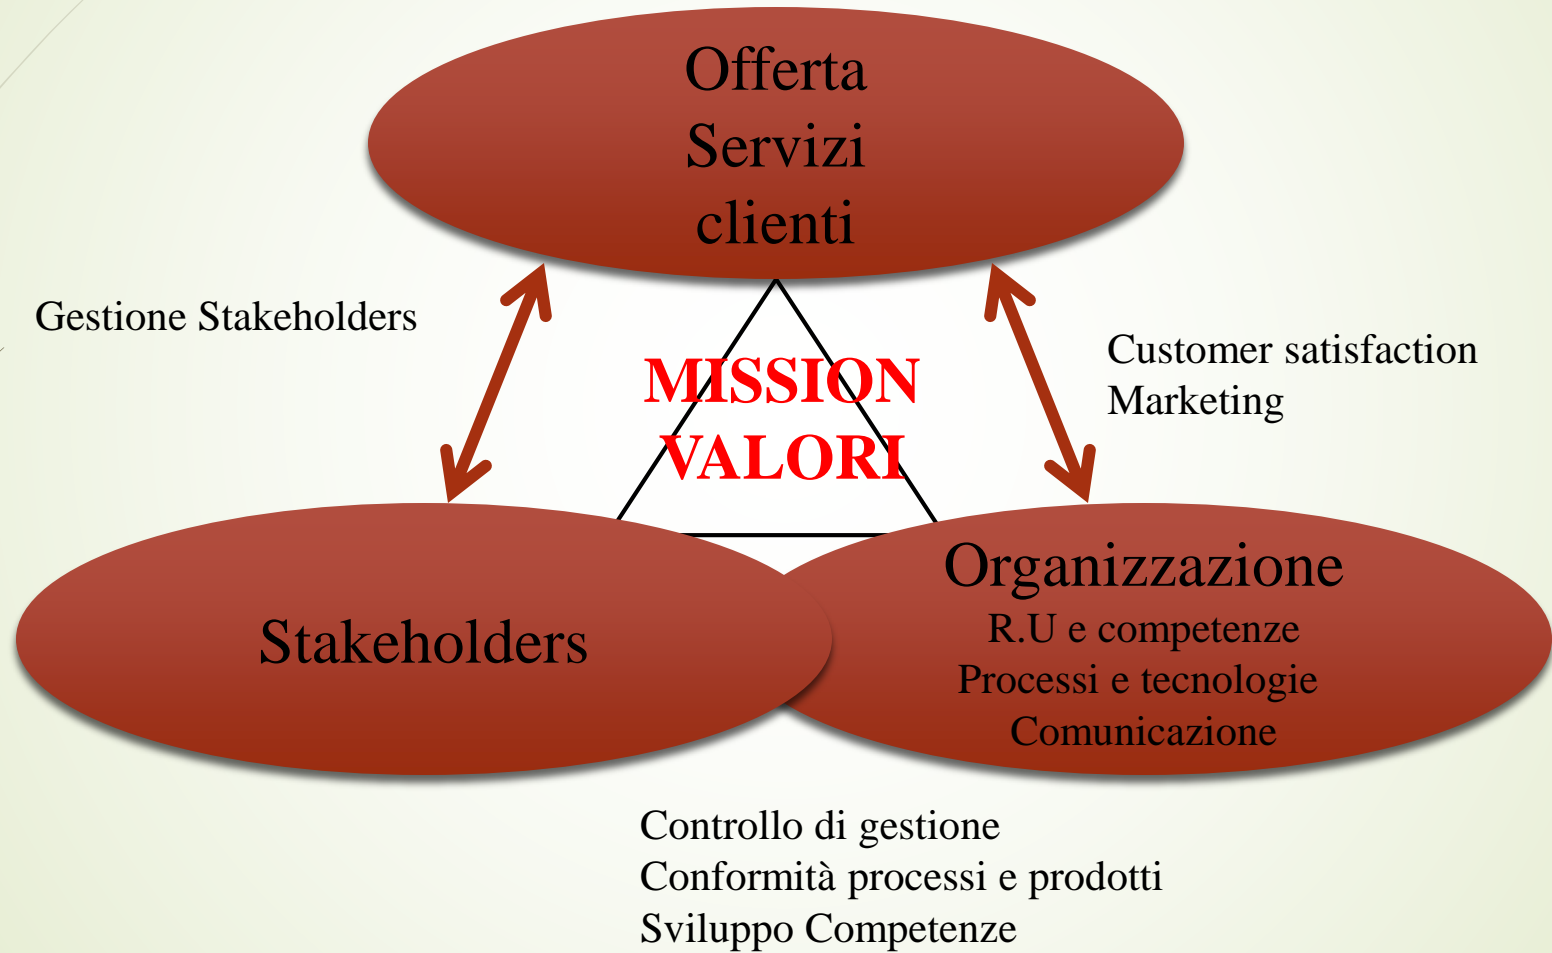 Offerta
Servizi
clienti
Gestione Stakeholders
Customer satisfaction
Marketing
MISSION
VALORI
Stakeholders
Organizzazione
R.U e competenze
Processi e tecnologie
Comunicazione
Controllo di gestione
Conformità processi e prodotti
Sviluppo Competenze